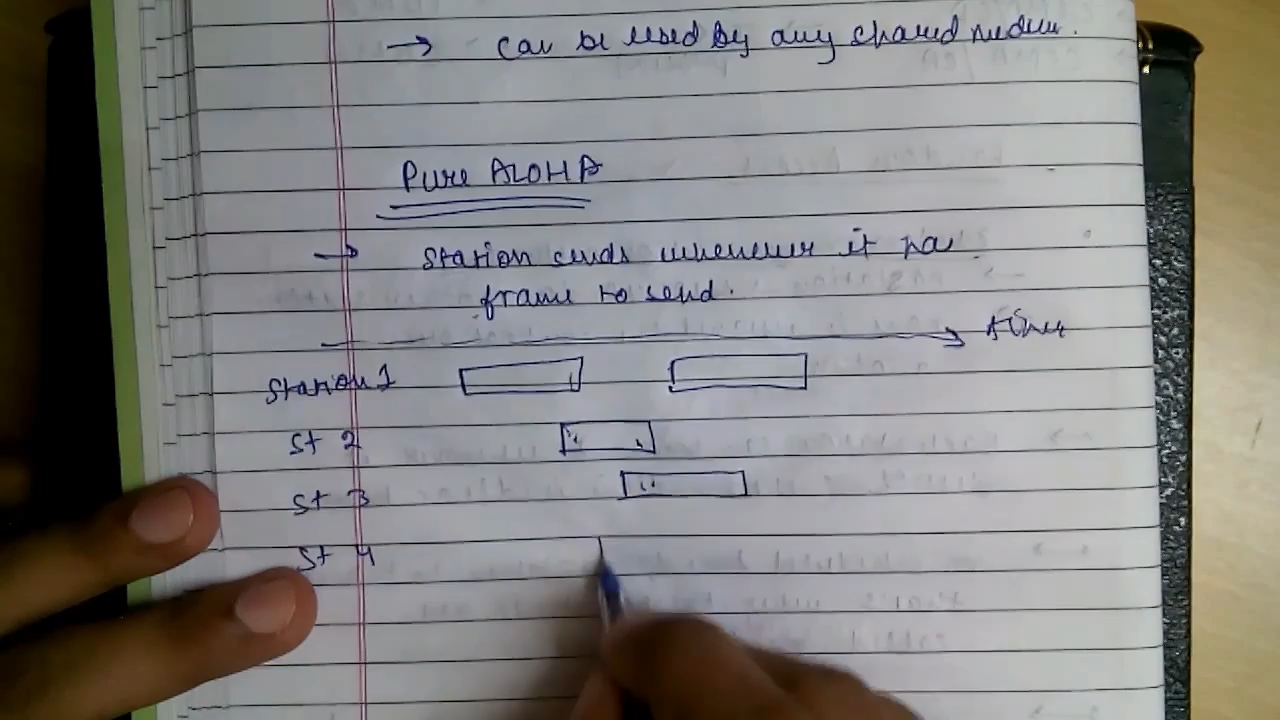 → can be used by any shared medium.
Pure ALOHA
→ Station sends whenever it has
frame to send.
time
Station 1
St 2
St 3
St 4